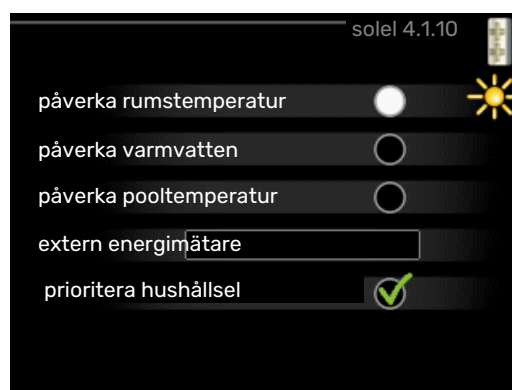 solel 4.1.10
påverka rumstemperatur
påverka varmvatten
påverka pooltemperatur
extern energimätare
prioritera hushållsel